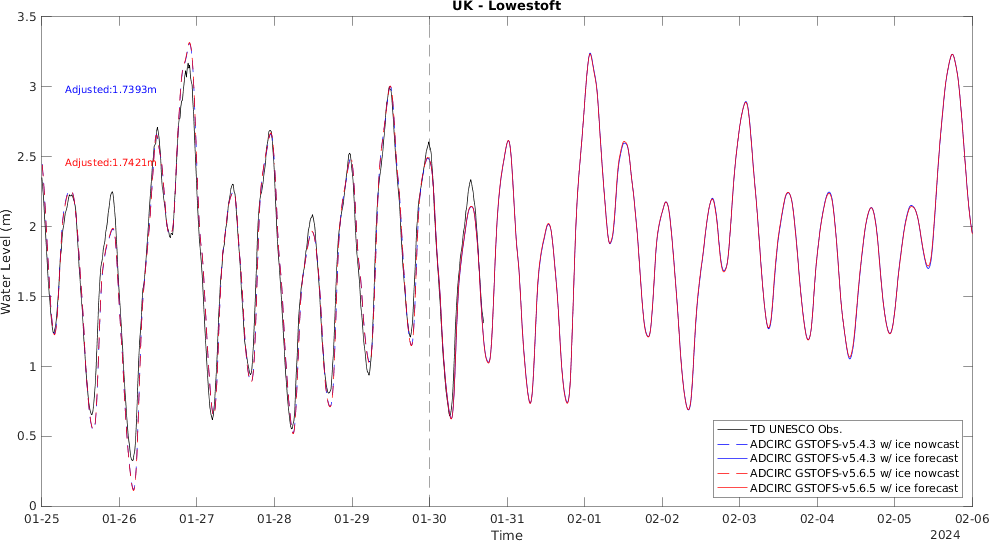 UK - Lowestoft
3.5
3
2.5
2
1.5
1
0.5
0
Water Level (m)
Adjusted:1.7393m
Adjusted:1.7421m
TD UNESCO Obs.
ADCIRC GSTOFS-v5.4.3 w/ ice nowcast
ADCIRC GSTOFS-v5.4.3 w/ ice forecast
ADCIRC GSTOFS-v5.6.5 w/ ice nowcast
ADCIRC GSTOFS-v5.6.5 w/ ice forecast
01-25 01-26 01-27 01-28 01-29 01-30 01-31 02-01 02-02 02-03 02-04 02-05 02-06
Time
2024